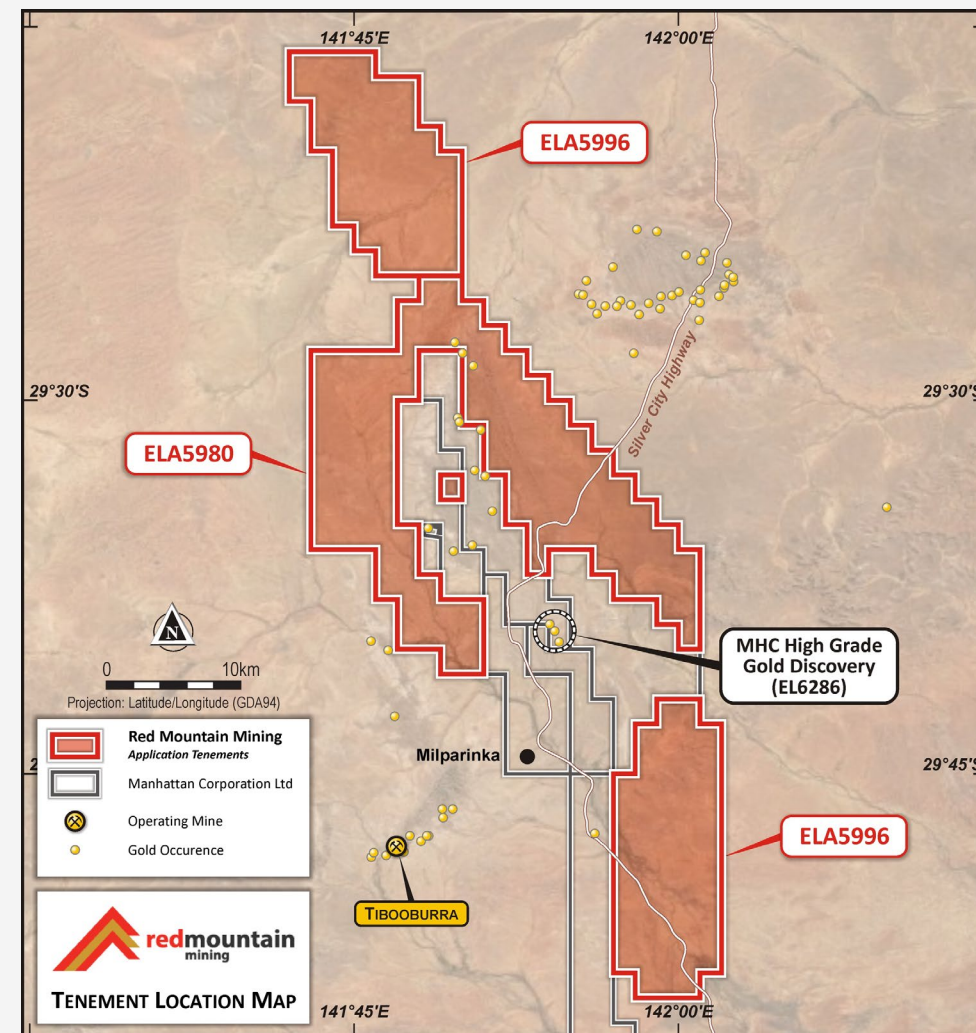 141°45'E
142°00'E
ELA5996
Silver City Highway
29°30'S
29°30'S
ELA5980
N
MHC High Grade
Gold Discovery
(EL6286)
0 10km
Projection: Latitude/Longitude (GDA94)
Red Mountain Mining
Application Tenements
Manhattan Corporation Ltd
Operating Mine
Gold Occurence
Milparinka
29°45'S
ELA5996
TIBOOBURRA
redmountain
mining
TENEMENT LOCATION MAP
141°45'E
142°00'E